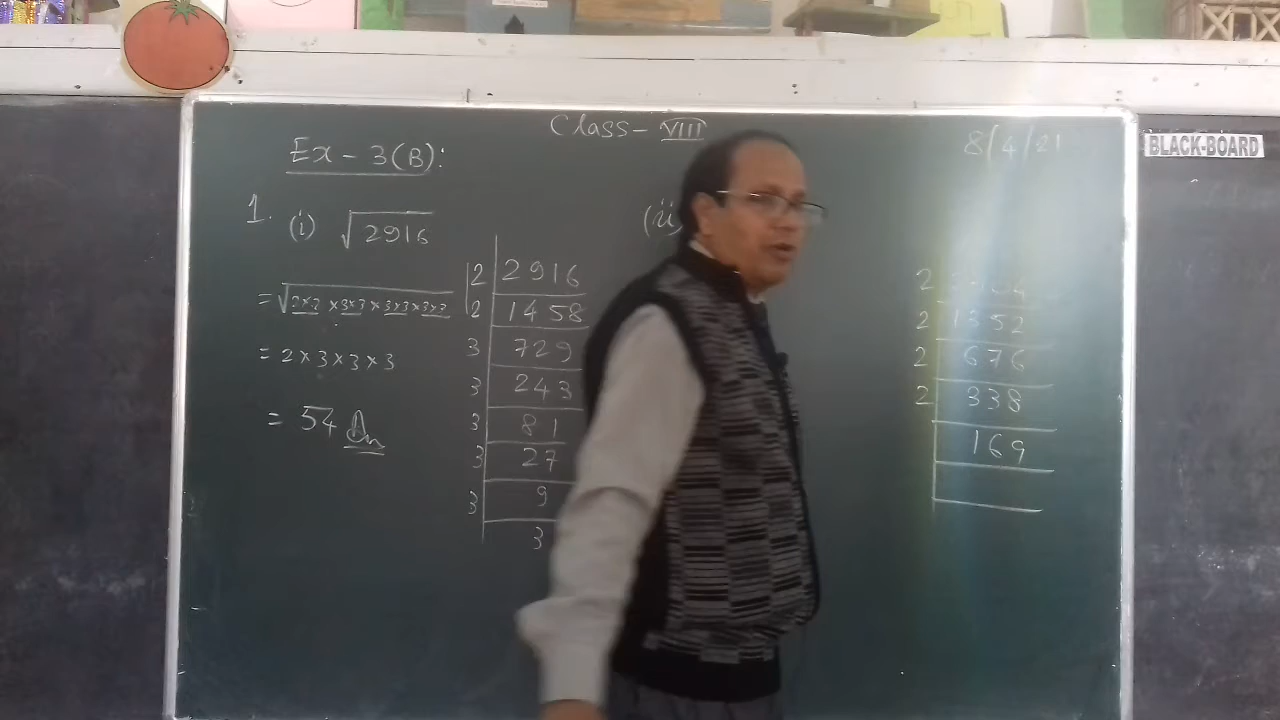 Class - VIII
8/4/21
BLACK-BOARD
Ex - 3(B):
1. (i) √2916
= √2×2 × 3×3 × 3×3 × 3×3
= 2 × 3 × 3 × 3
= 54 Ans
2 | 2916
2 | 1458
3 | 729
3 | 243
3 | 81
3 | 27
3 | 9
3
(ii)
2
2 | 1352
2 | 676
2 | 338
169